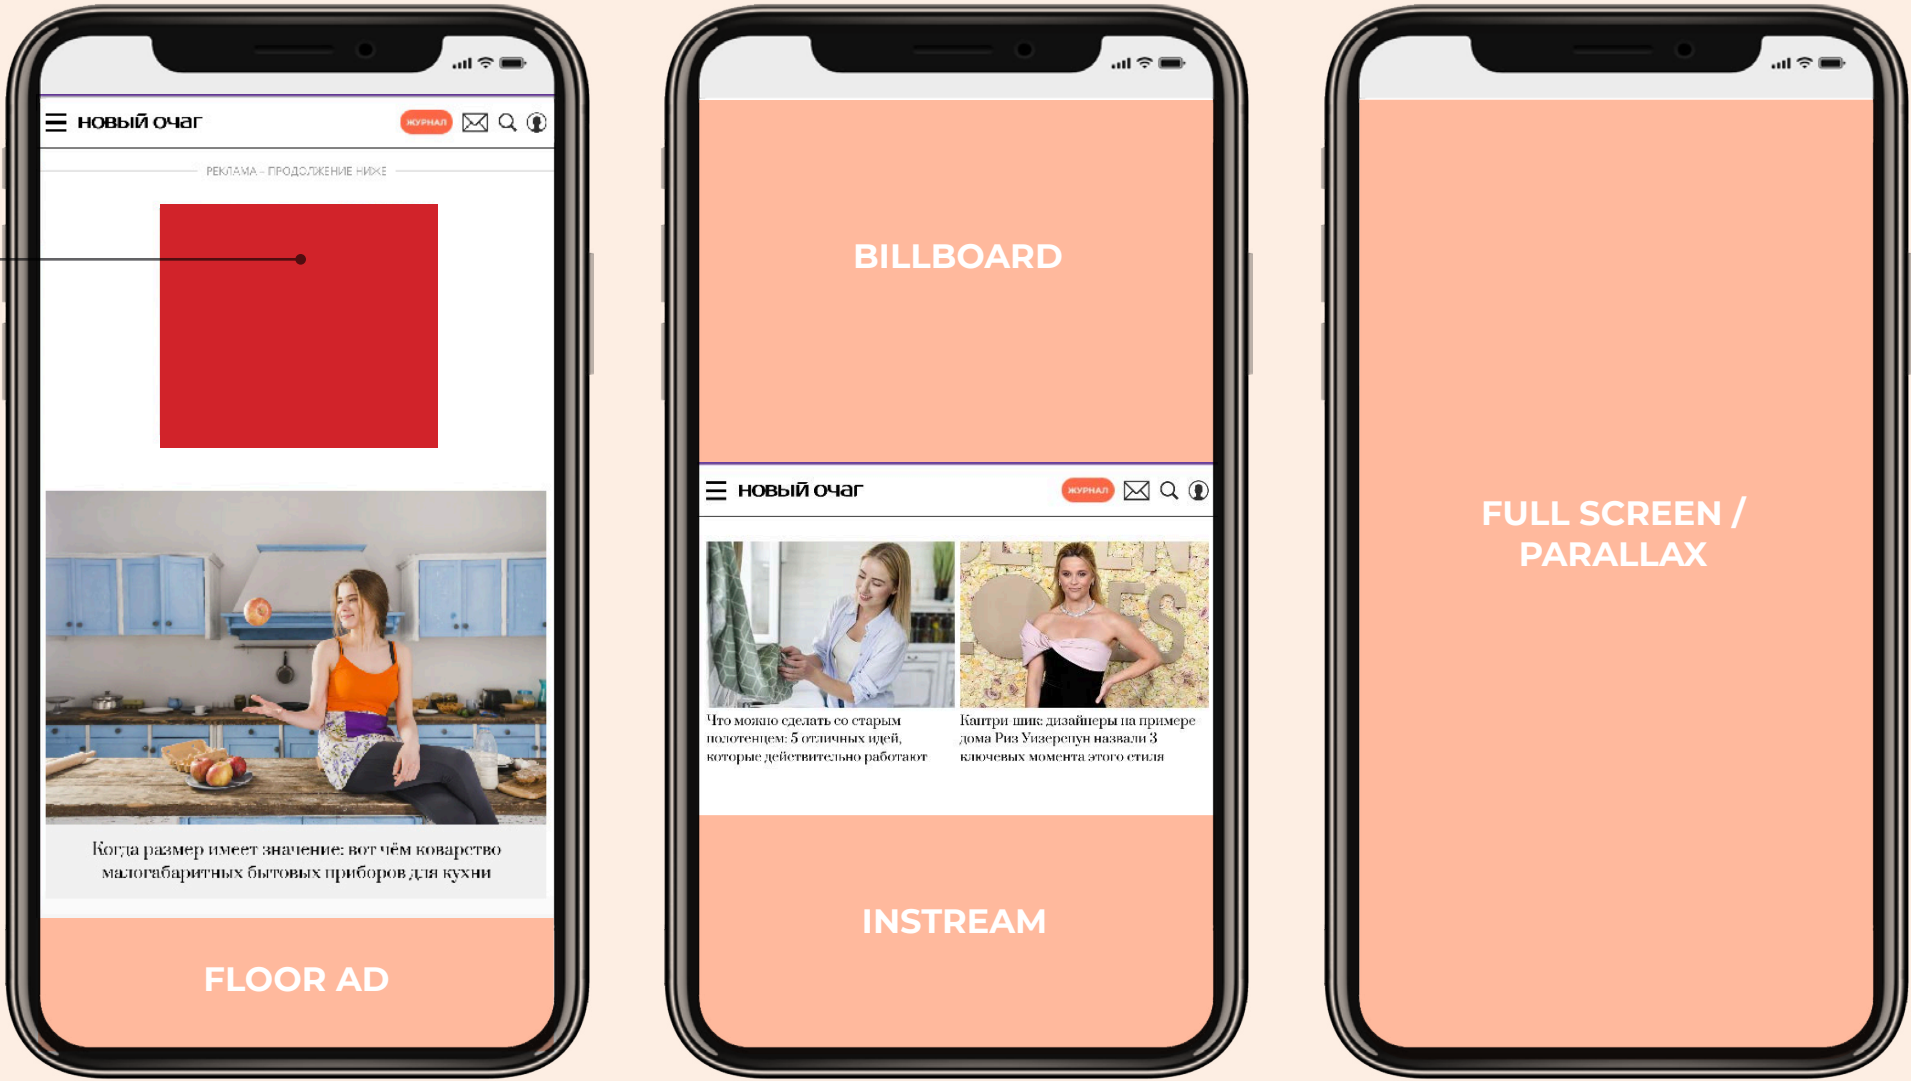 новый очаг
ЖУРНАЛ
РЕКЛАМА – ПРОДОЛЖЕНИЕ НИЖЕ
Когда размер имеет значение: вот чём коварство
малогабаритных бытовых приборов для кухни
FLOOR AD
BILLBOARD
новый очаг
ЖУРНАЛ
Что можно сделать со старым
полотенцем: 5 отличных идей,
которые действительно работают
Кантри-шик: дизайнеры на примере
дома Риз Уизерспун назвали 3
ключевых момента этого стиля
INSTREAM
FULL SCREEN /
PARALLAX